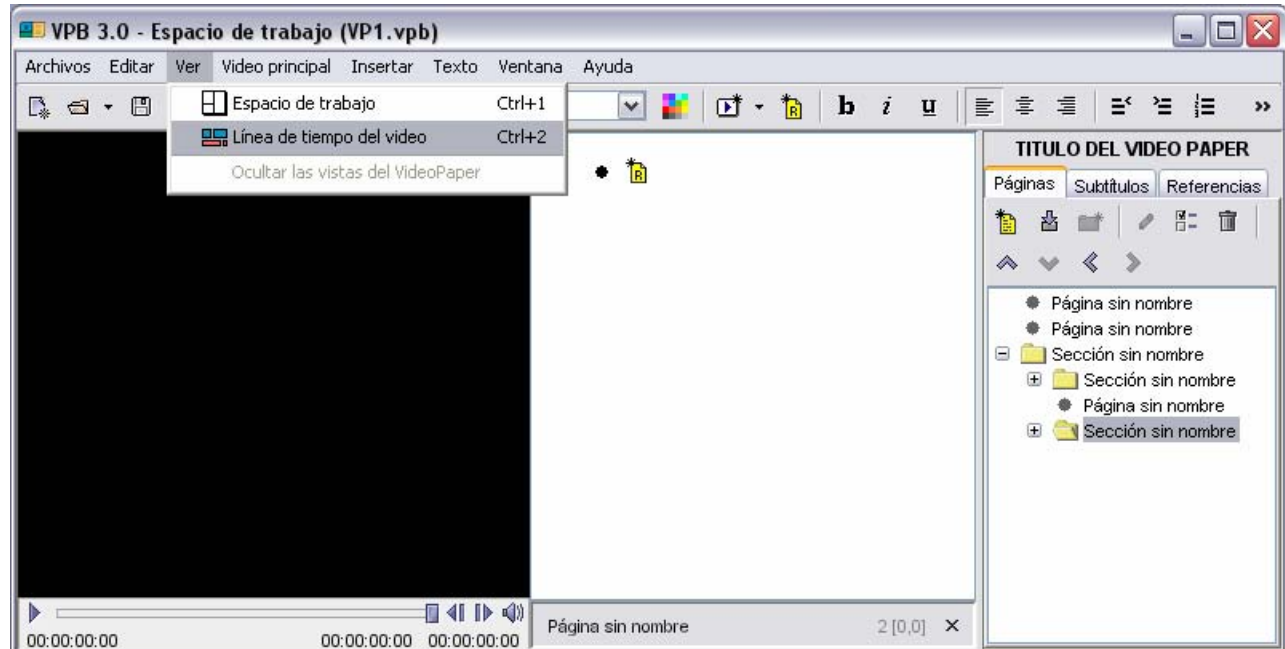 VPB 3.0 - Espacio de trabajo (VP1.vpb)
Archivos Editar Ver Video principal Insertar Texto Ventana Ayuda
Espacio de trabajo Ctrl+1
Línea de tiempo del video Ctrl+2
Ocultar las vistas del VideoPaper
b i u
R
TITULO DEL VIDEO PAPER
Páginas Subtítulos Referencias
Página sin nombre
Página sin nombre
Sección sin nombre
Sección sin nombre
Página sin nombre
Sección sin nombre
00:00:00:00 00:00:00:00 00:00:00:00
Página sin nombre 2 [0,0]